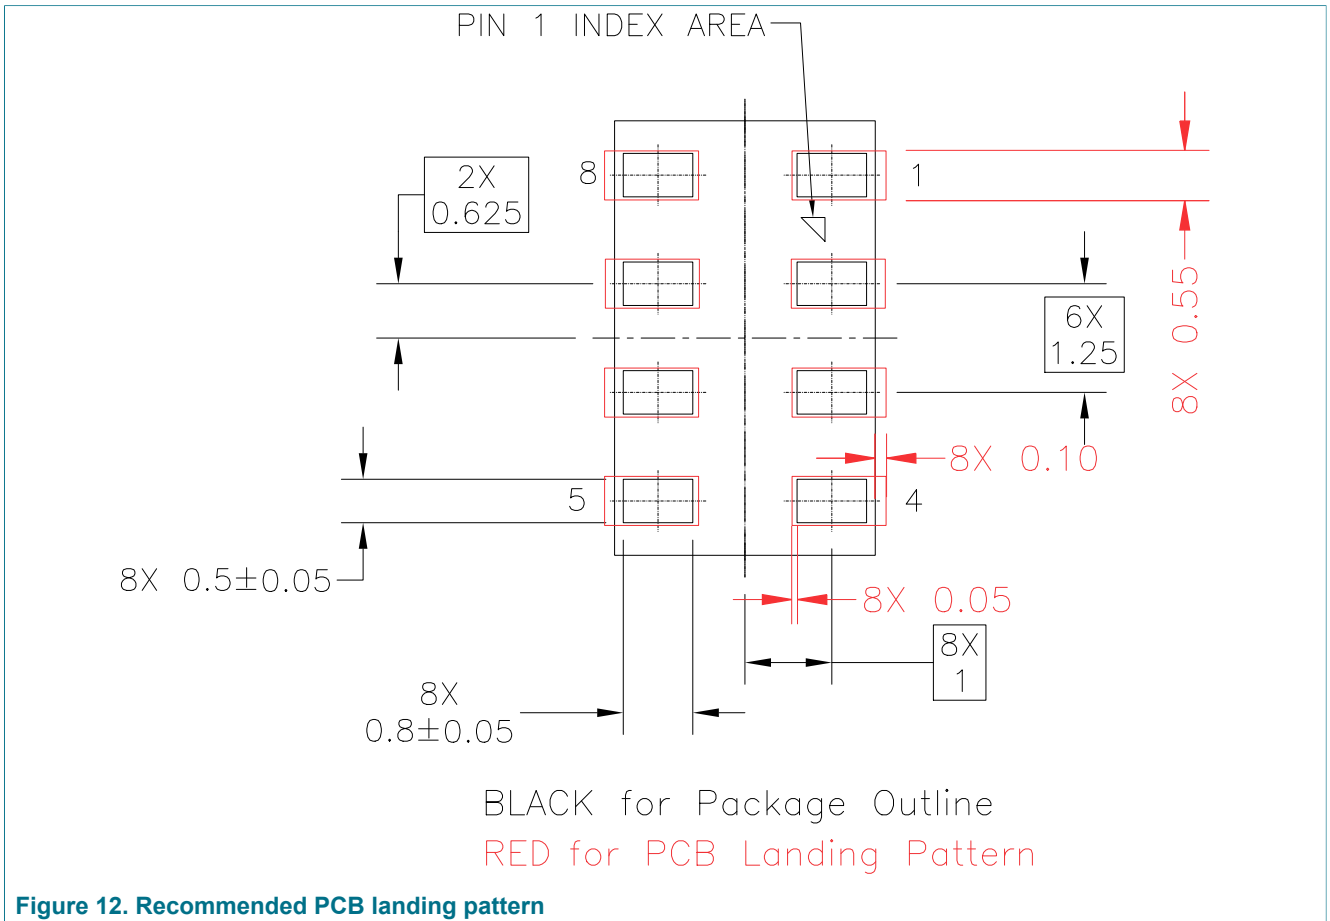 PIN 1 INDEX AREA
8
1
2X
0.625
8X 0.55
6X
1.25
8X 0.10
5
4
8X 0.5±0.05
8X 0.05
8X
1
8X
0.8±0.05
BLACK for Package Outline
RED for PCB Landing Pattern
Figure 12. Recommended PCB landing pattern